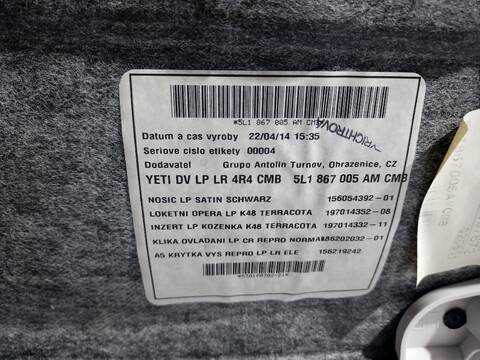 *5L1 867 005 AM CMB*
VRICHTROVA
Datum a cas vyroby 22/04/14 15:35
Seriove cislo etikety 00004
Dodavatel Grupo Antolin Turnov, Ohrazenice, CZ
YETI DV LP LR 4R4 CMB 5L1 867 005 AM CMB
NOSIC LP SATIN SCHWARZ 156054392-01
LOKETNI OPERA LP K48 TERRACOTA 197014352-08
INZERT LP KOZENKA K48 TERRACOTA 197014332-11
KLIKA OVLADANI LP CR REPRO NORMAL 186202032-01
A5 KRYTKA VYS REPRO LP LR ELE 156219242